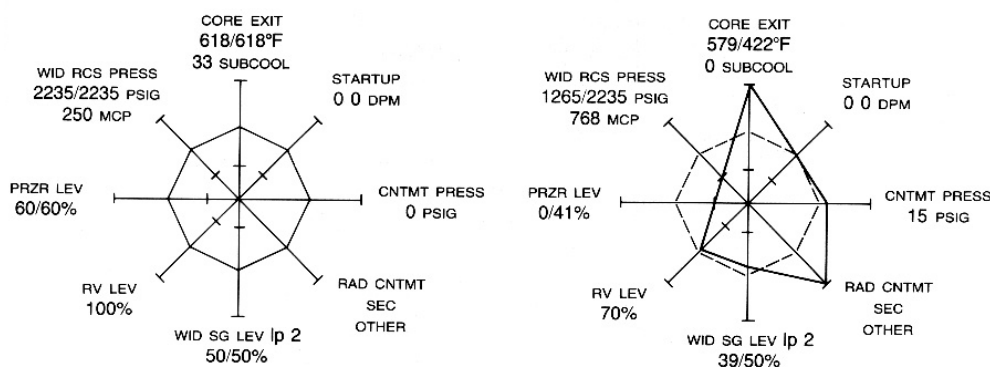 CORE EXIT
618/618°F
33 SUBCOOL
WID RCS PRESS
2235/2235 PSIG
250 MCP
STARTUP
0 0 DPM
PRZR LEV
60/60%
CNTMT PRESS
0 PSIG
RV LEV
100%
RAD CNTMT
SEC
OTHER
WID SG LEV lp 2
50/50%
CORE EXIT
579/422°F
0 SUBCOOL
WID RCS PRESS
1265/2235 PSIG
768 MCP
STARTUP
0 0 DPM
PRZR LEV
0/41%
CNTMT PRESS
15 PSIG
RV LEV
70%
RAD CNTMT
SEC
OTHER
WID SG LEV lp 2
39/50%